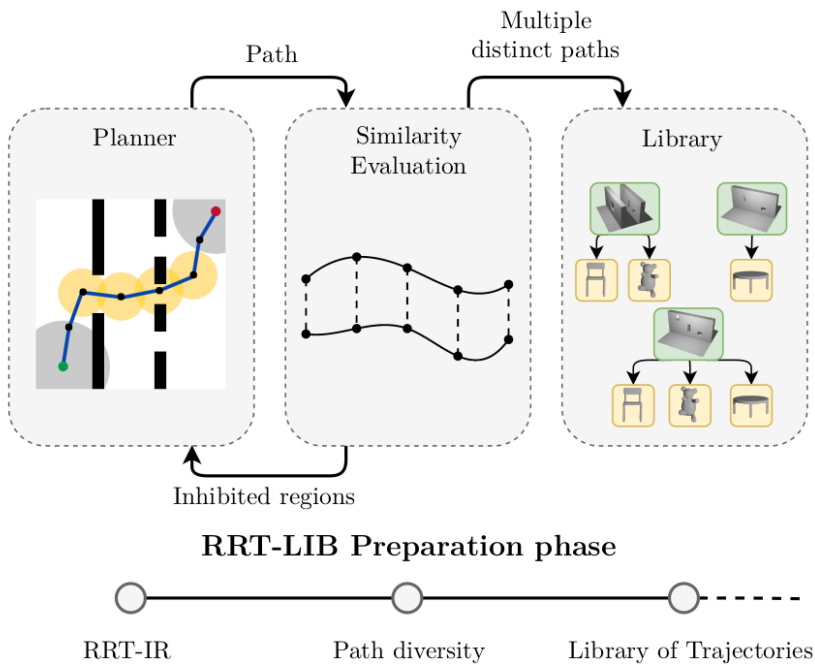 Path
Multiple
distinct paths
Planner
Similarity
Evaluation
Library
Inhibited regions
RRT-LIB Preparation phase
RRT-IR
Path diversity
Library of Trajectories